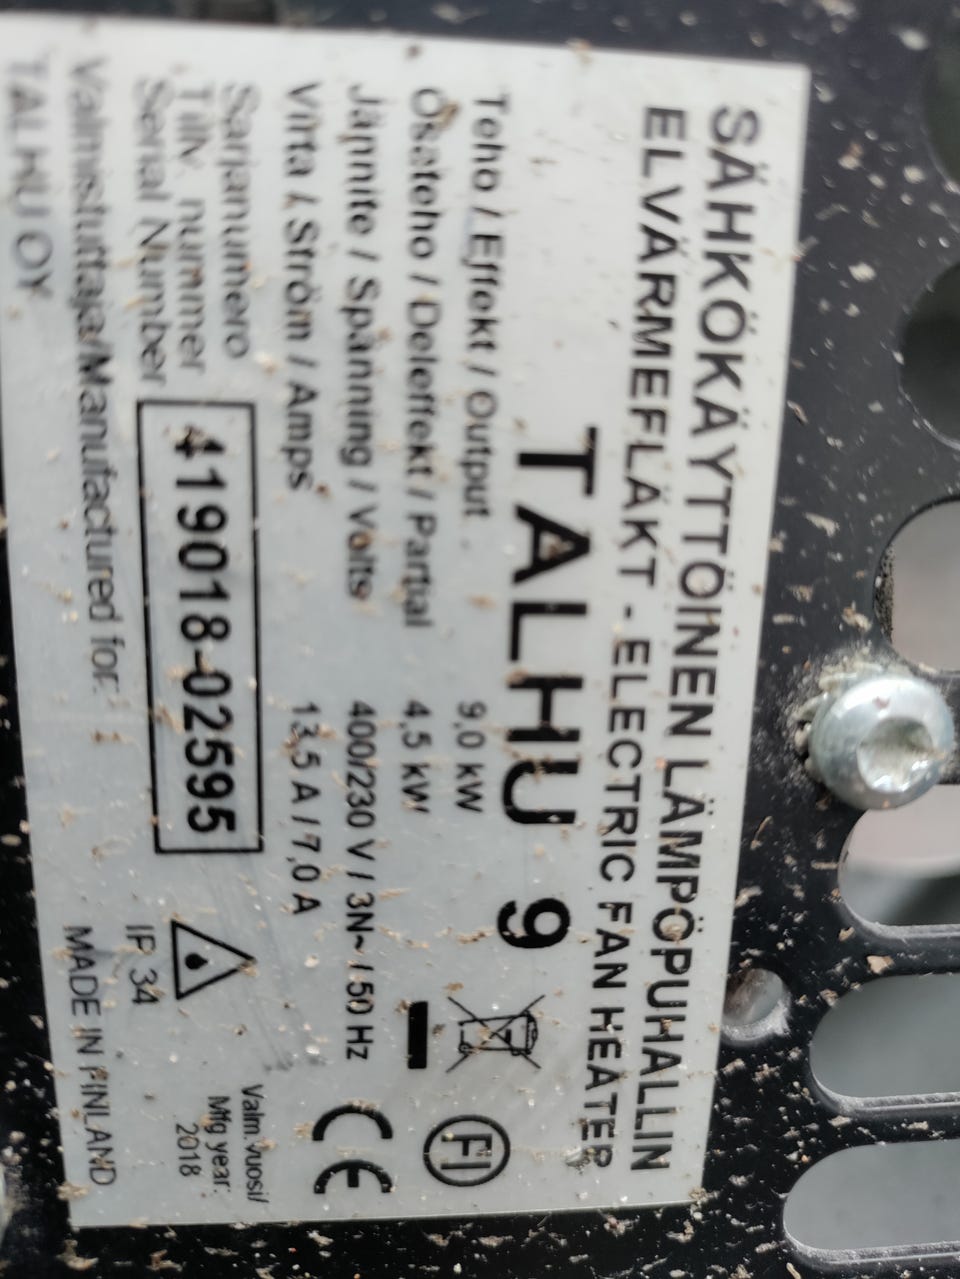 SÄHKÖKÄYTTÖINEN LÄMPÖPUHALLIN
ELVÄRMEFLÄKT - ELECTRIC FAN HEATER
TALHU 9
Teho / Effekt / Output 9,0 kW
Osateho / Deleffekt / Partial 4,5 kW
Jännite / Spänning / Volts 400/230 V / 3N~ / 50 Hz
Virta / Ström / Amps 13,5 A / 7,0 A
FI
CE
Sarjanumero
Tillv. nummer
Serial Number
419018-02595
IP 34
Valm.vuosi/
Mfg year:
2018
Valmistuttaja/Manufactured for:
TALHU OY
MADE IN FINLAND